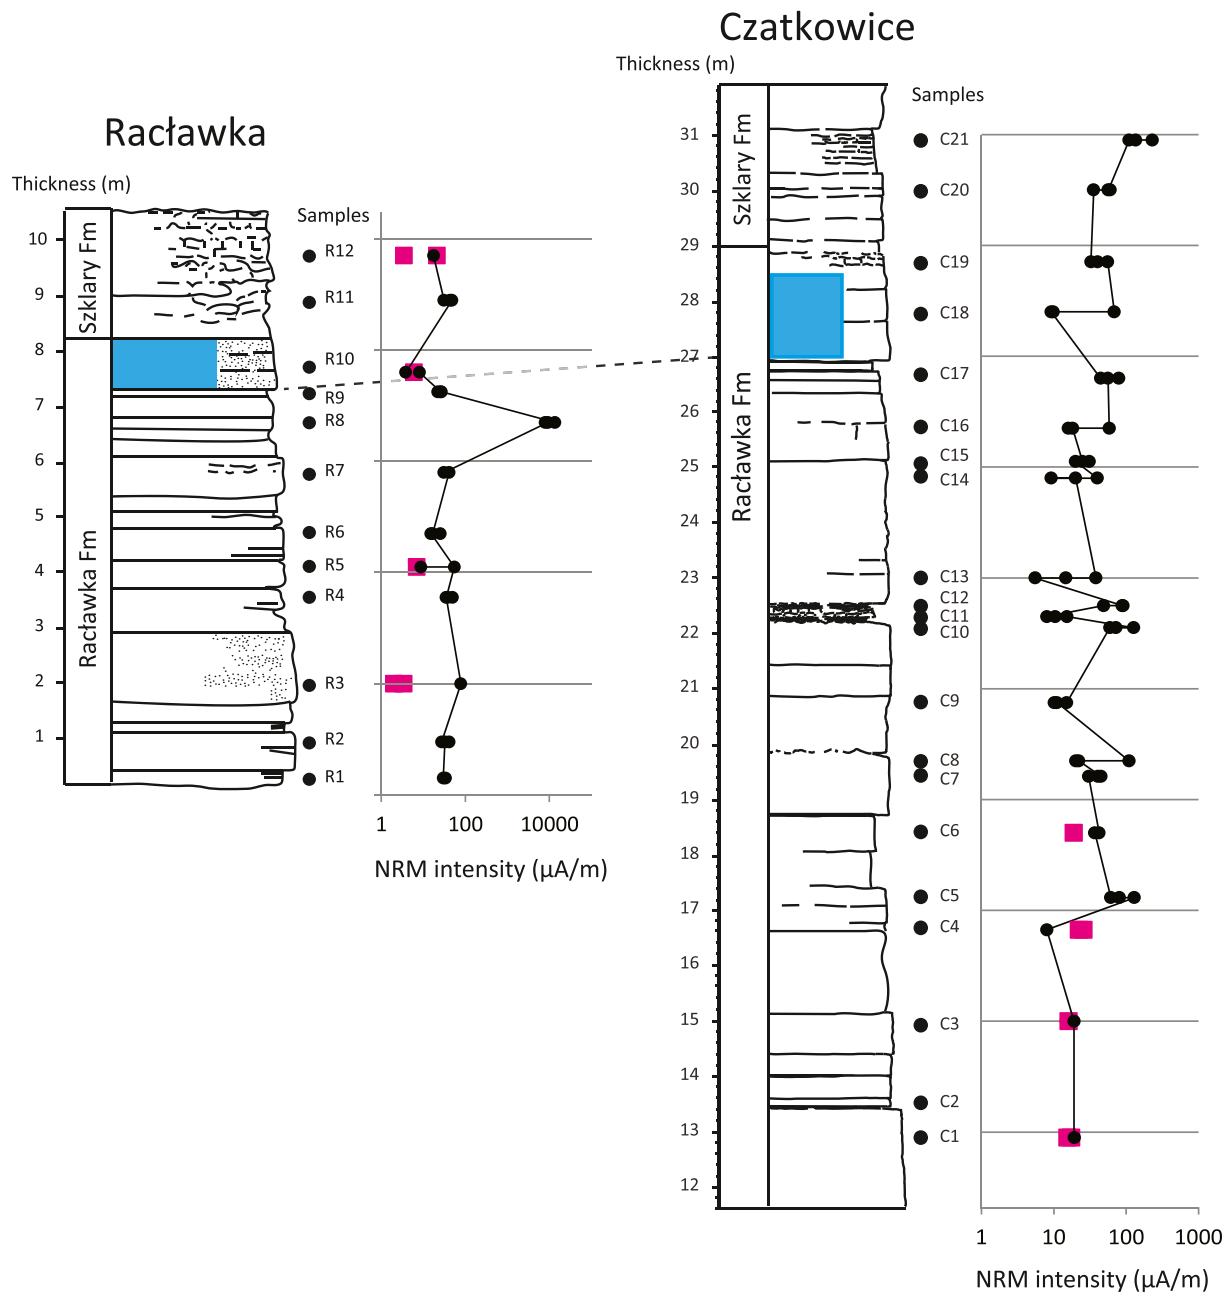 Czatkowice
Thickness (m)
Samples
Racławka
Thickness (m)
Samples
10
9
8
7
6
5
4
3
2
1
Szklary Fm
Racławka Fm
R12
R11
R10
R9
R8
R7
R6
R5
R4
R3
R2
R1
1
100
10000
NRM intensity (µA/m)
31
30
29
28
27
26
25
24
23
22
21
20
19
18
17
16
15
14
13
12
Szklary Fm
Racławka Fm
C21
C20
C19
C18
C17
C16
C15
C14
C13
C12
C11
C10
C9
C8
C7
C6
C5
C4
C3
C2
C1
1
10
100
1000
NRM intensity (µA/m)